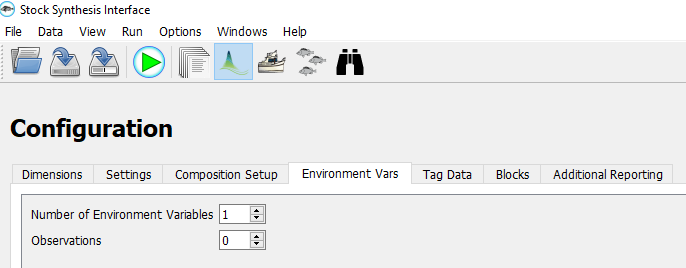 Stock Synthesis Interface
File Data View Run Options Windows Help
Configuration
Dimensions Settings Composition Setup Environment Vars Tag Data Blocks Additional Reporting
Number of Environment Variables 1
Observations 0